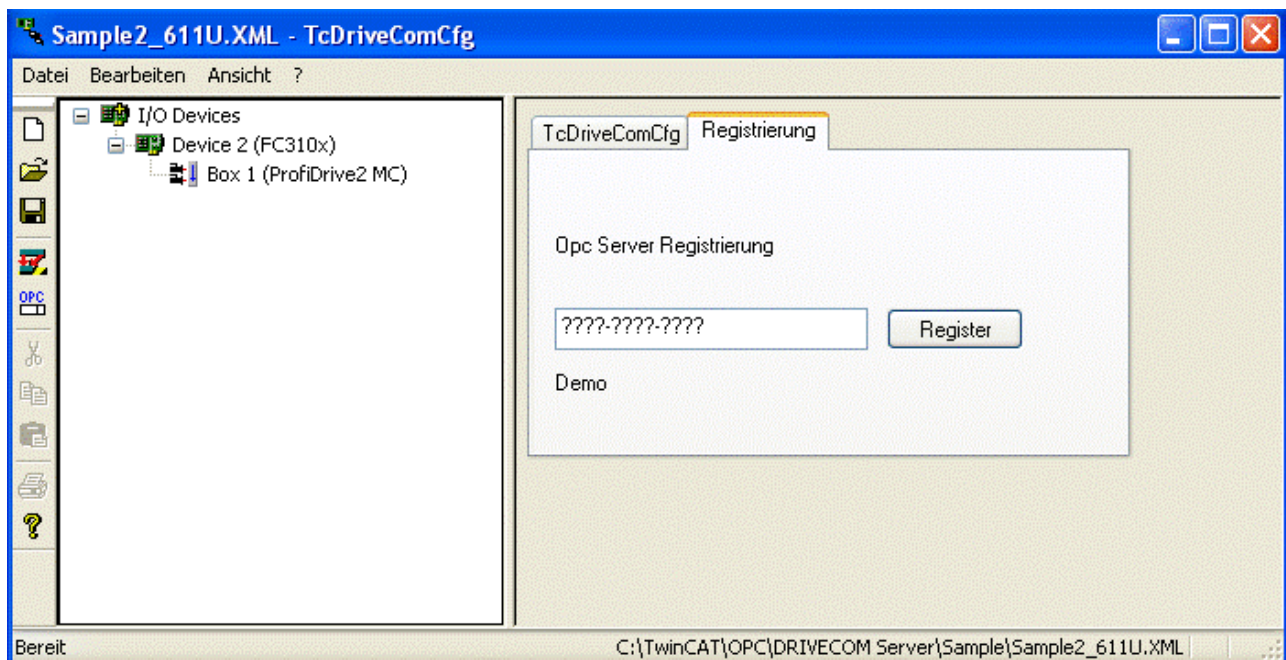 Sample2_611U.XML - TcDriveComCfg
Datei Bearbeiten Ansicht ?
I/O Devices
Device 2 (FC310x)
Box 1 (ProfiDrive2 MC)
OPC
TcDriveComCfg Registrierung
Opc Server Registrierung
????-????-???? Register
Demo
Bereit C:\TwinCAT\OPC\DRIVECOM Server\Sample\Sample2_611U.XML